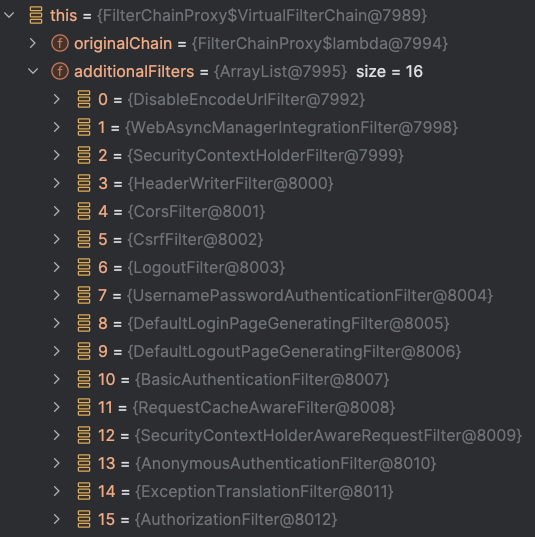 this = {FilterChainProxy$VirtualFilterChain@7989}
f originalChain = {FilterChainProxy$lambda@7994}
f additionalFilters = {ArrayList@7995} size = 16
0 = {DisableEncodeUrlFilter@7992}
1 = {WebAsyncManagerIntegrationFilter@7998}
2 = {SecurityContextHolderFilter@7999}
3 = {HeaderWriterFilter@8000}
4 = {CorsFilter@8001}
5 = {CsrfFilter@8002}
6 = {LogoutFilter@8003}
7 = {UsernamePasswordAuthenticationFilter@8004}
8 = {DefaultLoginPageGeneratingFilter@8005}
9 = {DefaultLogoutPageGeneratingFilter@8006}
10 = {BasicAuthenticationFilter@8007}
11 = {RequestCacheAwareFilter@8008}
12 = {SecurityContextHolderAwareRequestFilter@8009}
13 = {AnonymousAuthenticationFilter@8010}
14 = {ExceptionTranslationFilter@8011}
15 = {AuthorizationFilter@8012}